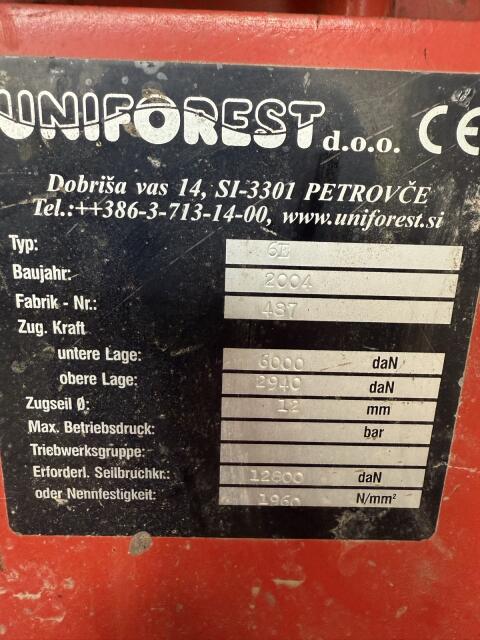 UNIFOREST d.o.o. CE
Dobriša vas 14, SI-3301 PETROVČE
Tel.:++386-3-713-14-00, www.uniforest.si
Typ: 6E
Baujahr: 2004
Fabrik - Nr.: 487
Zug. Kraft
untere Lage: 6000 daN
obere Lage: 2940 daN
Zugseil Ø: 12 mm
Max. Betriebsdruck: bar
Triebwerksgruppe:
Erforderl. Seilbruchkr.: 12800 daN
oder Nennfestigkeit: 1960 N/mm²